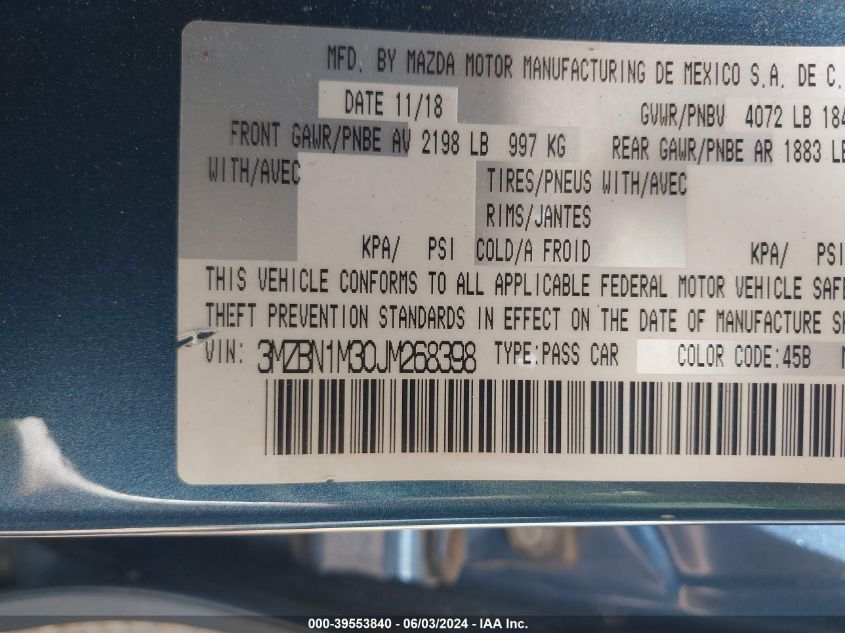 MFD. BY MAZDA MOTOR MANUFACTURING DE MEXICO S.A. DE C.
DATE 11/18 GVWR/PNBV 4072 LB 184
FRONT GAWR/PNBE AV 2198 LB 997 KG REAR GAWR/PNBE AR 1883 LB
WITH/AVEC TIRES/PNEUS WITH/AVEC
RIMS/JANTES
KPA/ PSI COLD/A FROID KPA/ PSI
THIS VEHICLE CONFORMS TO ALL APPLICABLE FEDERAL MOTOR VEHICLE SAFE
THEFT PREVENTION STANDARDS IN EFFECT ON THE DATE OF MANUFACTURE SH
VIN: 3MZBN1M30JM268398 TYPE:PASS CAR COLOR CODE:45B
000-39553840 - 06/03/2024 - IAA Inc.